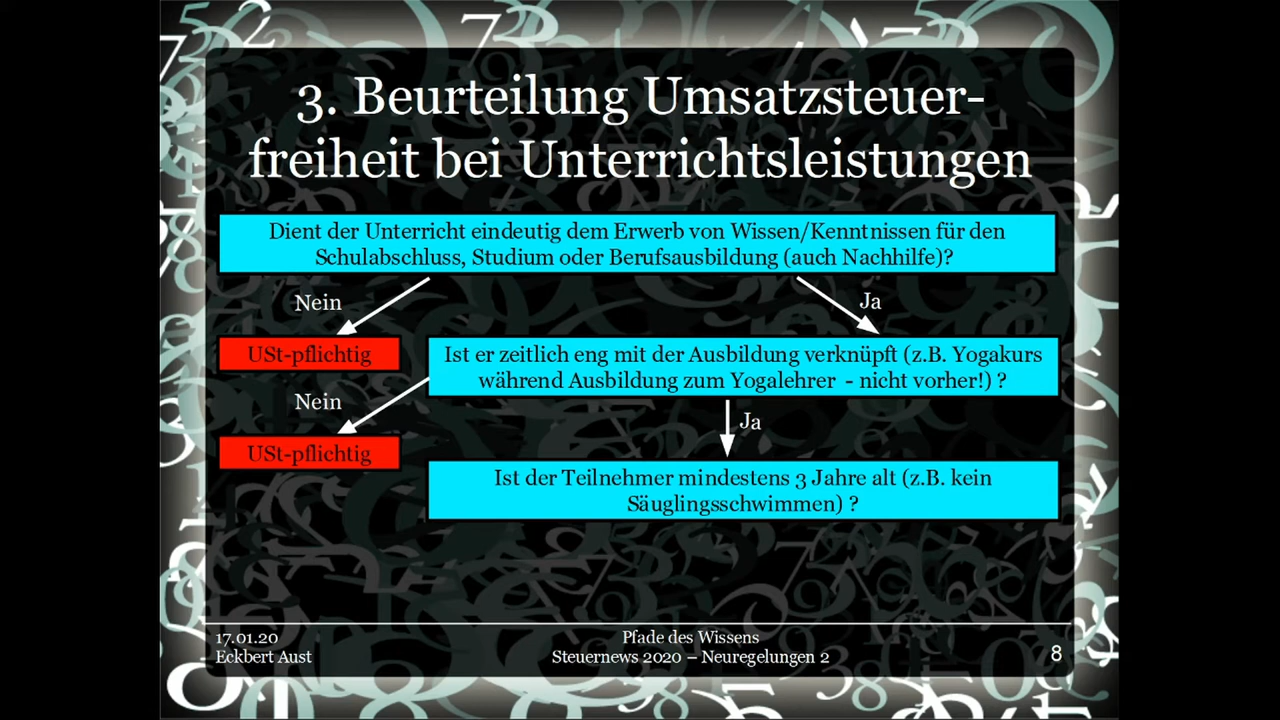 3. Beurteilung Umsatzsteuer-
freiheit bei Unterrichtsleistungen
Dient der Unterricht eindeutig dem Erwerb von Wissen/Kenntnissen für den
Schulabschluss, Studium oder Berufsausbildung (auch Nachhilfe)?
Nein
Ja
USt-pflichtig
Ist er zeitlich eng mit der Ausbildung verknüpft (z.B. Yogakurs
während Ausbildung zum Yogalehrer  - nicht vorher!) ?
Nein
Ja
USt-pflichtig
Ist der Teilnehmer mindestens 3 Jahre alt (z.B. kein
Säuglingsschwimmen) ?
17.01.20
Eckbert Aust
Pfade des Wissens
Steuernews 2020 – Neuregelungen 2
8